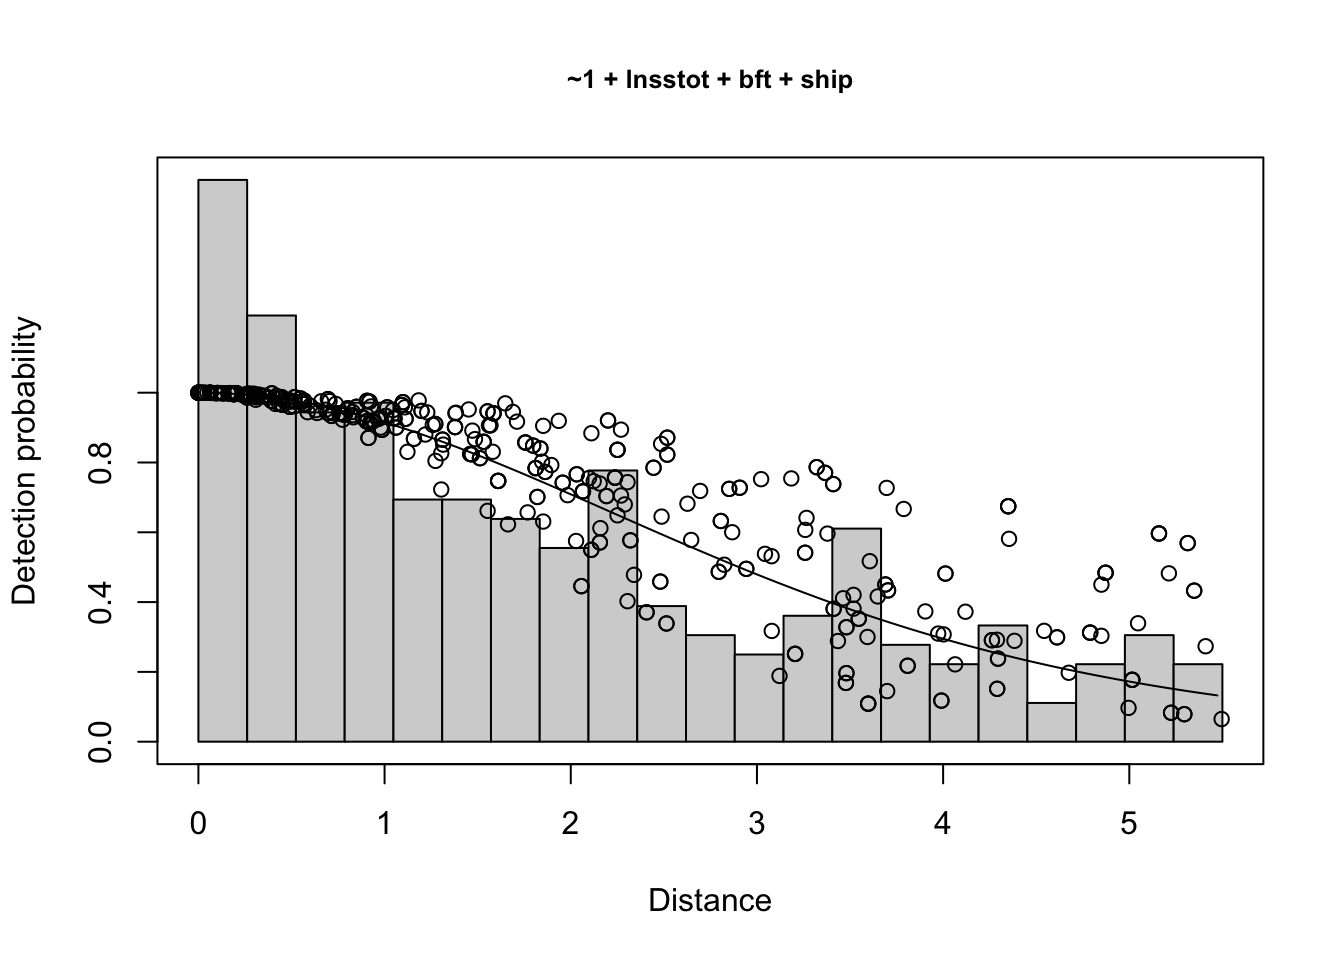 ~1 + lnsstot + bft + ship
Detection probability
0.8
0.4
0.0
0 1 2 3 4 5
Distance